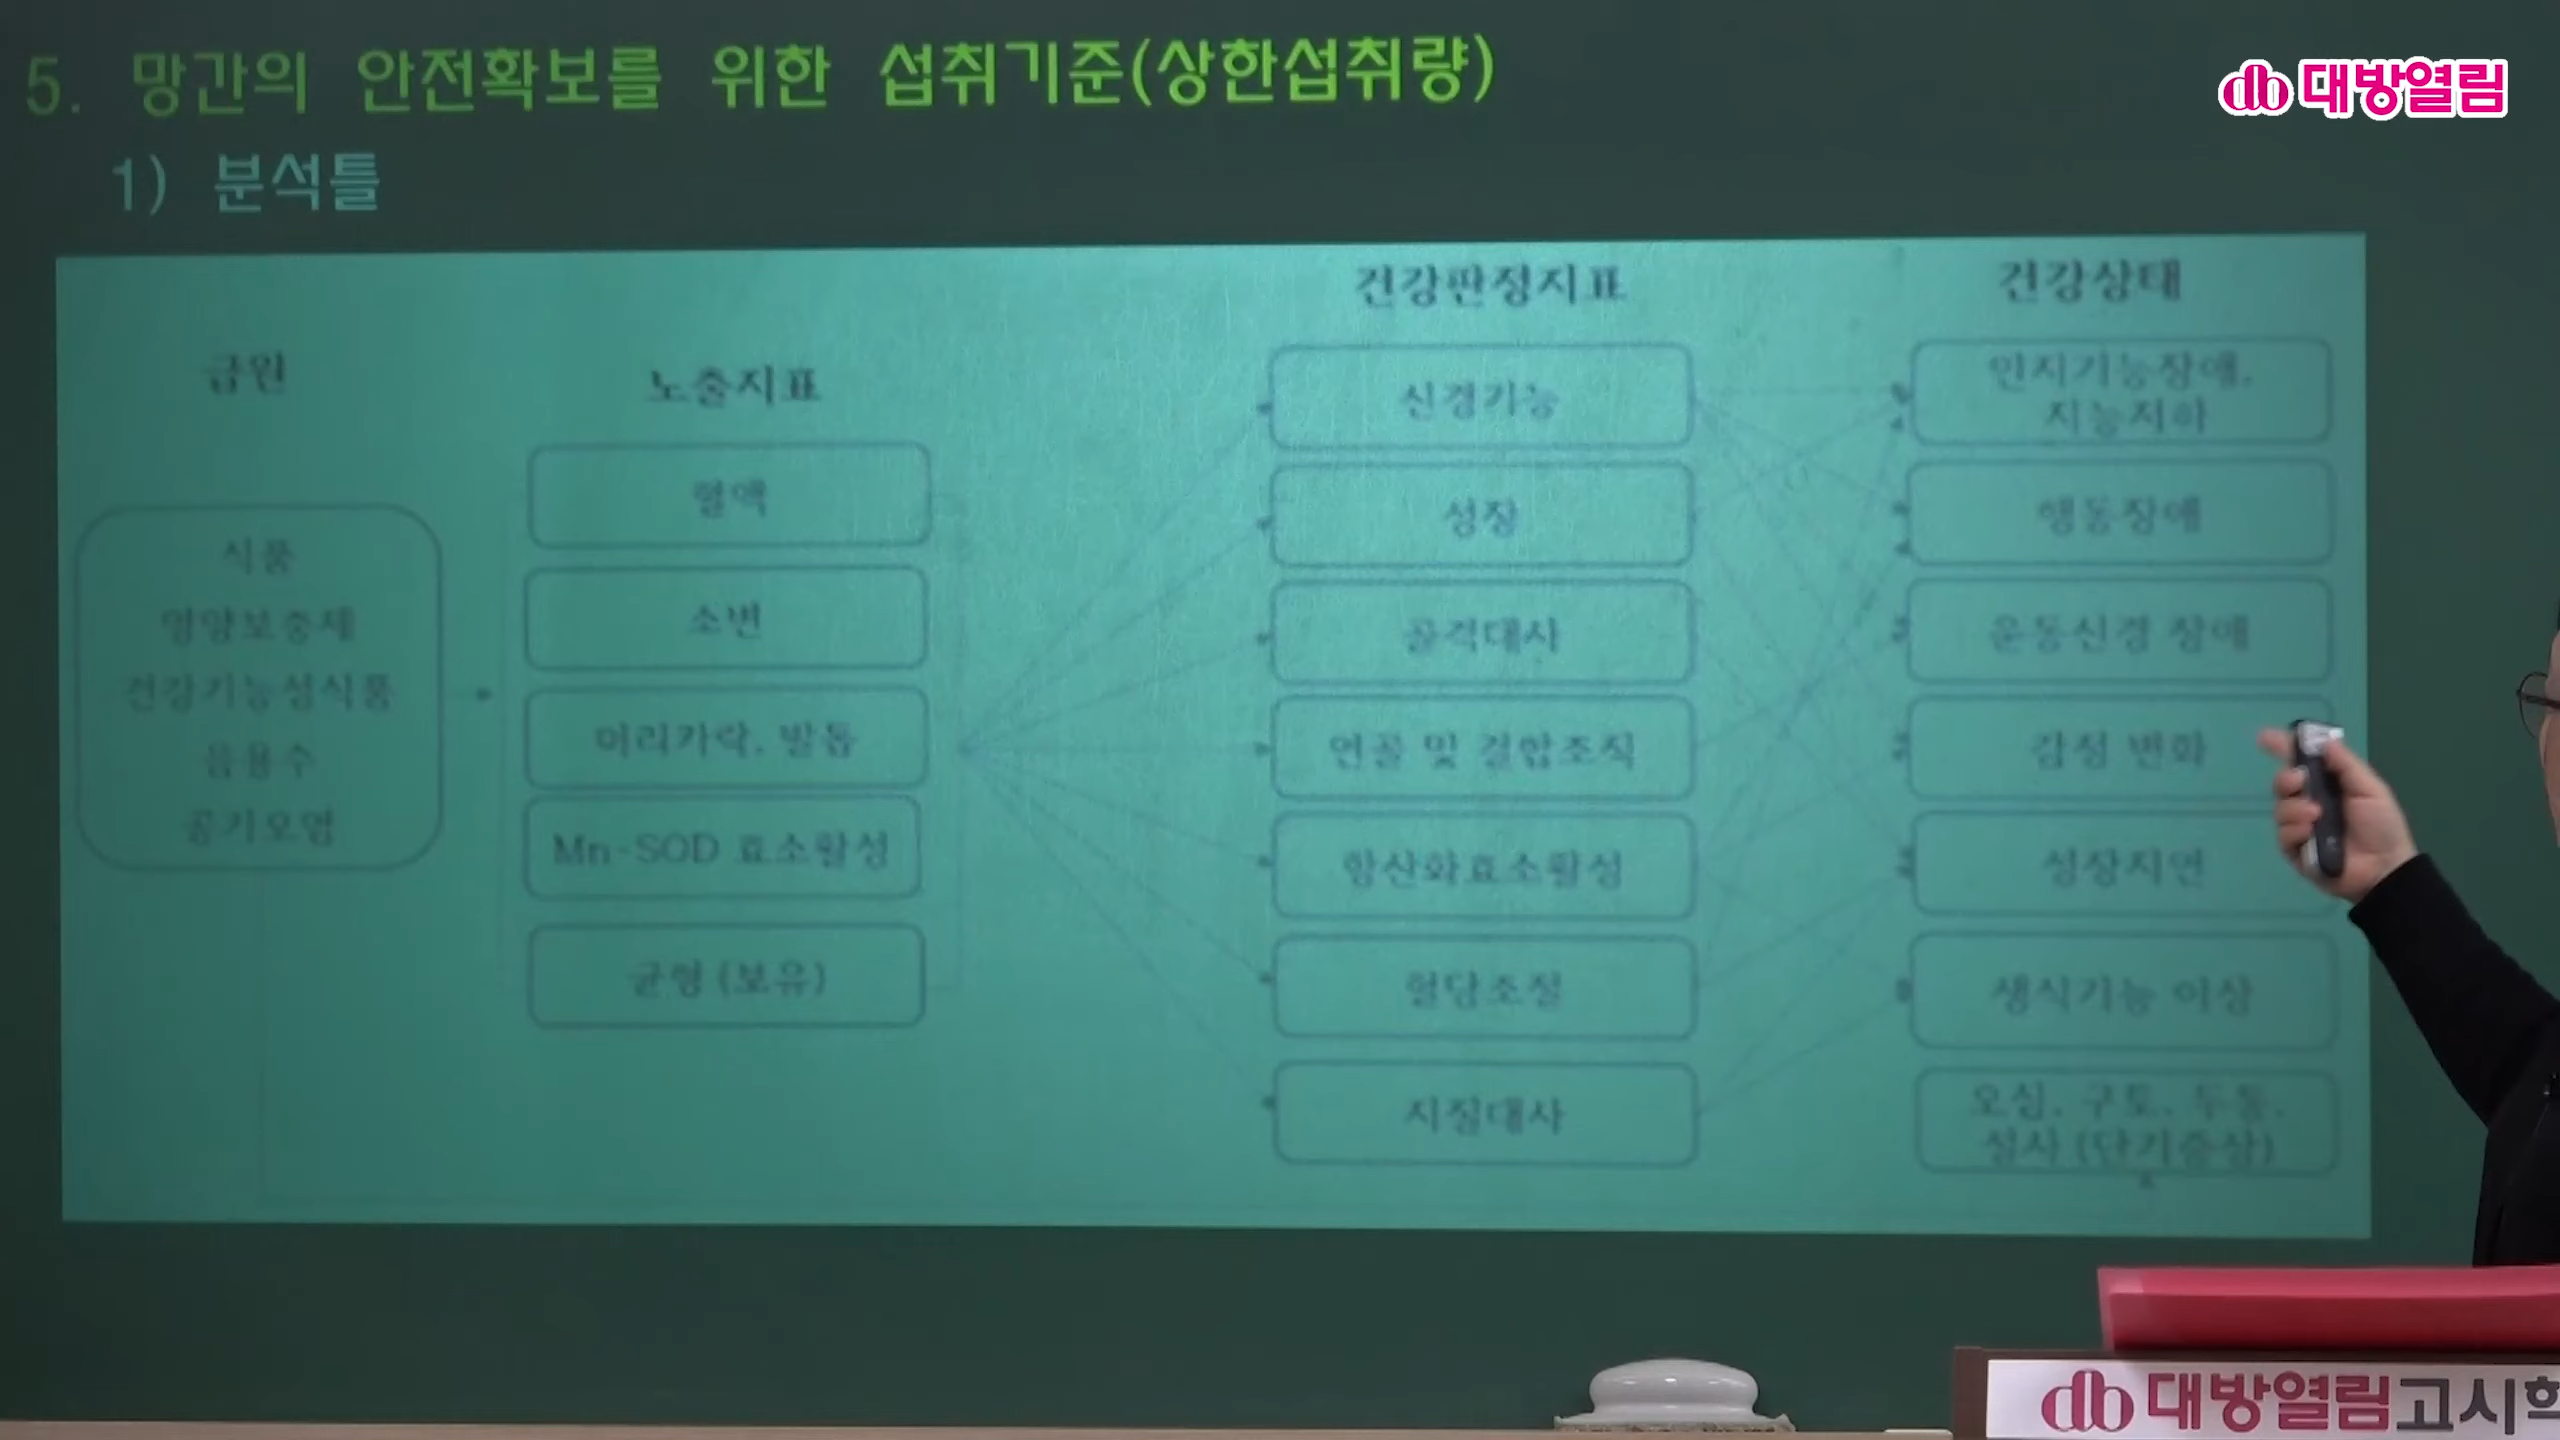 5. 망간의 안전확보를 위한 섭취기준(상한섭취량)
대방열림
1) 분석틀
급원
식품
영양보충제
건강기능성식품
음용수
공기오염
노출지표
혈액
소변
머리카락, 발톱
Mn-SOD 효소활성
균형 (보유)
건강판정지표
신경기능
성장
골격대사
연골 및 결합조직
항산화효소활성
혈당조절
지질대사
건강상태
인지기능장애,
지능저하
행동장애
운동신경 장애
감정 변화
성장지연
생식기능 이상
오심, 구토, 두통,
설사 (단기증상)
대방열림고시학